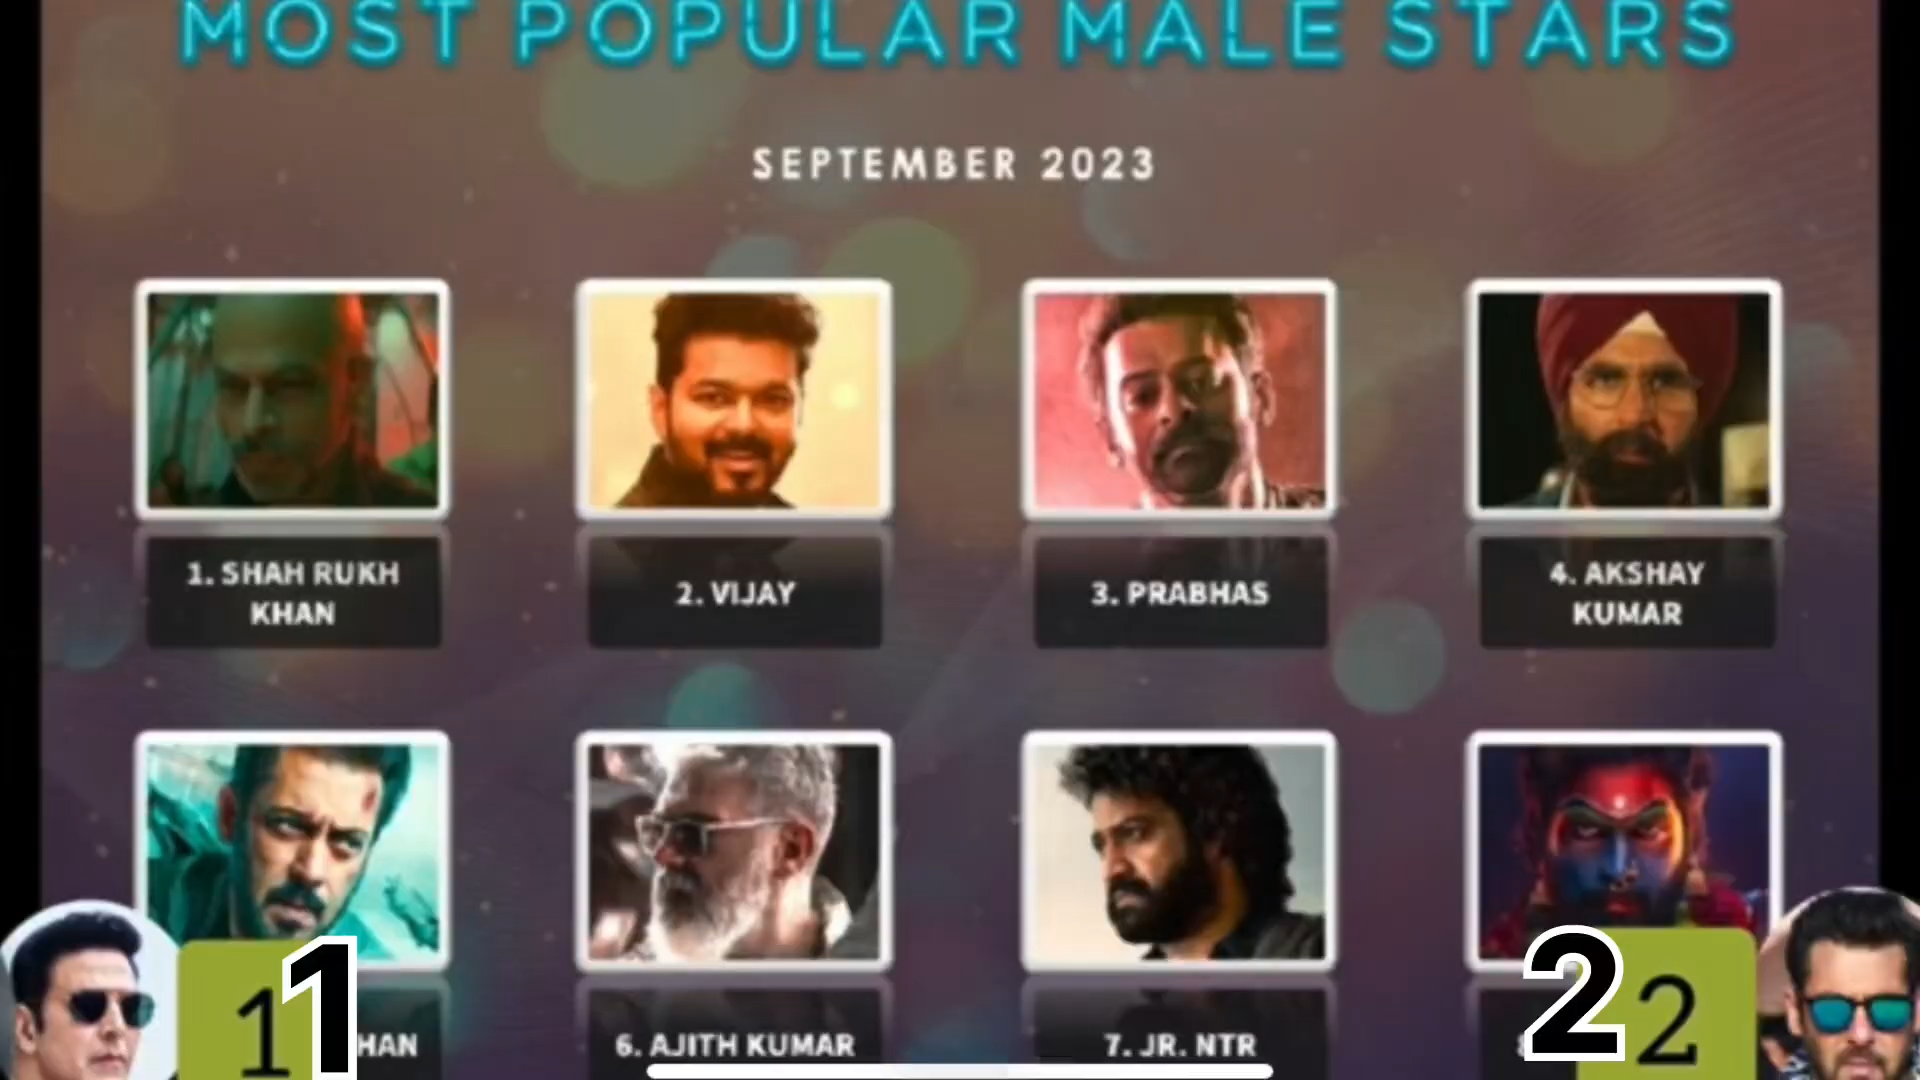 MOST POPULAR MALE STARS
SEPTEMBER 2023
1. SHAH RUKH
KHAN
2. VIJAY
3. PRABHAS
4. AKSHAY
KUMAR
1
1
HAN
6. AJITH KUMAR
7. JR. NTR
2
2